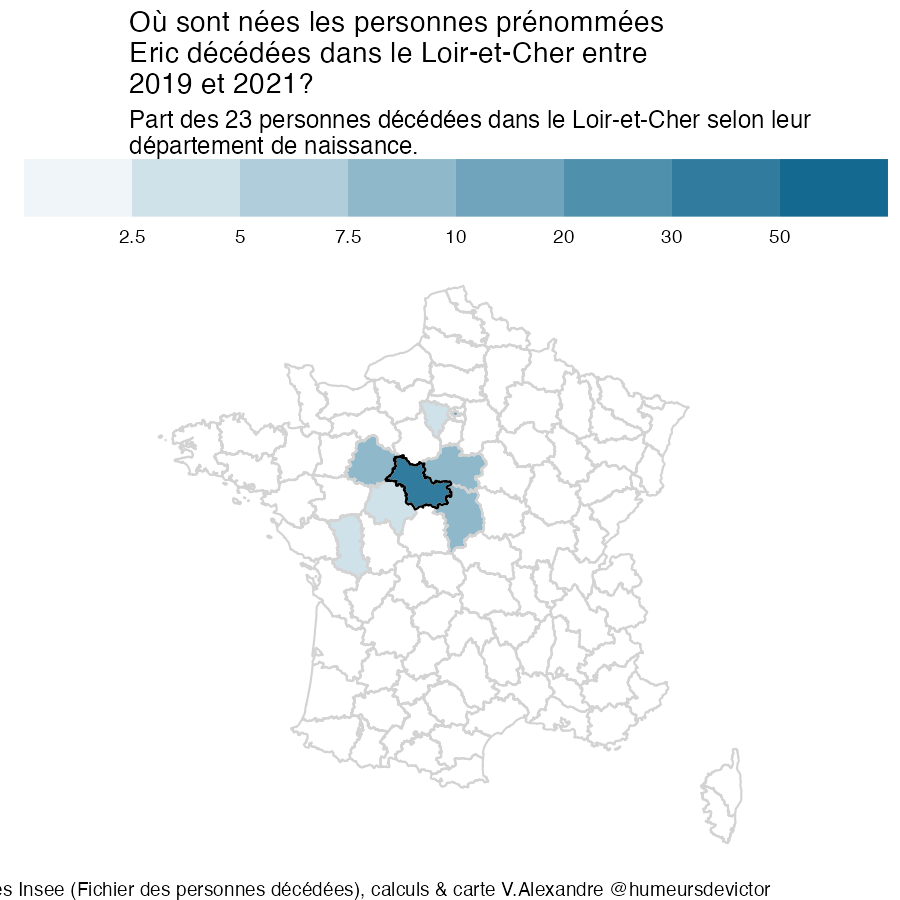 Où sont nées les personnes prénommées
Eric décédées dans le Loir-et-Cher entre
2019 et 2021?
Part des 23 personnes décédées dans le Loir-et-Cher selon leur
département de naissance.
2.5 5 7.5 10 20 30 50
Insee (Fichier des personnes décédées), calculs & carte V.Alexandre @humeursdevictor